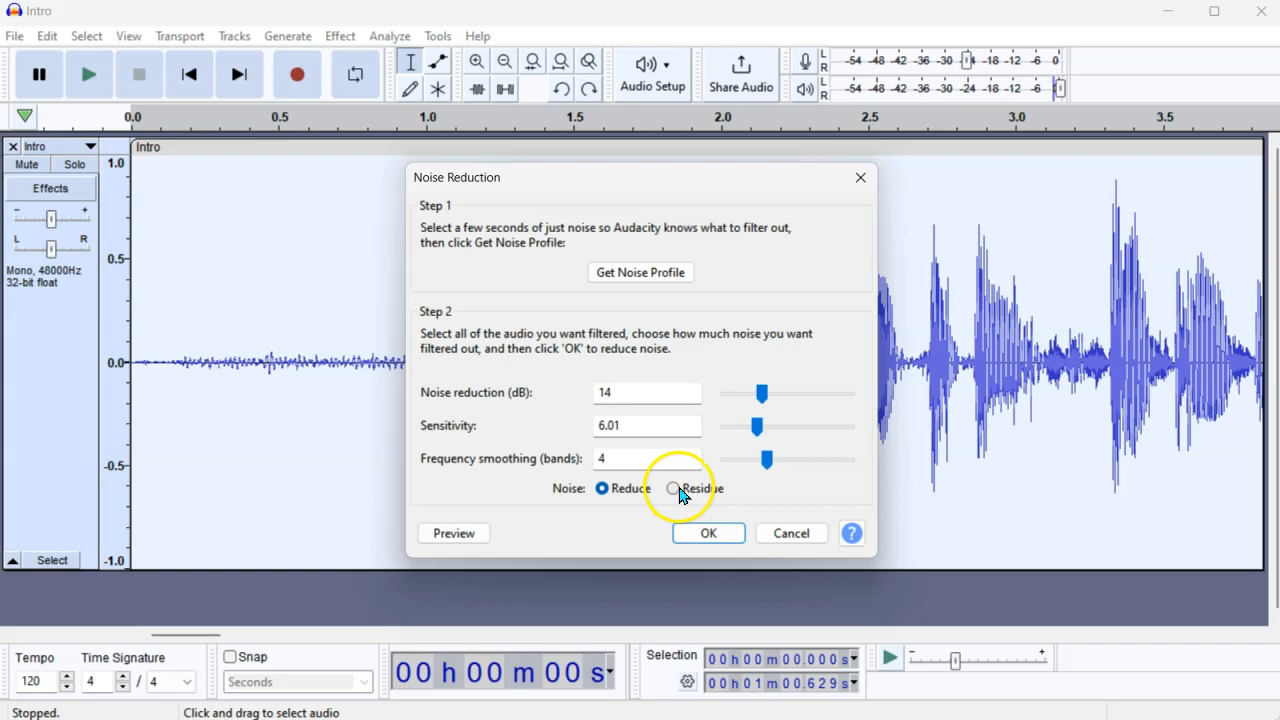 Intro
File Edit Select View Transport Tracks Generate Effect Analyze Tools Help
Audio Setup
Share Audio
L
R
-54 -48 -42 -36 -30 -24 -18 -12 -6 0
L
R
-54 -48 -42 -36 -30 -24 -18 -12 -6
0.0 0.5 1.0 1.5 2.0 2.5 3.0 3.5
Intro
Mute Solo
Effects
- +
L R
Mono, 48000Hz
32-bit float
Select
1.0
0.5
0.0
-0.5
-1.0
Intro
Noise Reduction
Step 1
Select a few seconds of just noise so Audacity knows what to filter out,
then click Get Noise Profile:
Get Noise Profile
Step 2
Select all of the audio you want filtered, choose how much noise you want
filtered out, and then click 'OK' to reduce noise.
Noise reduction (dB): 14
Sensitivity: 6.01
Frequency smoothing (bands): 4
Noise: Reduce Residue
Preview OK Cancel ?
Tempo Time Signature
120 4 / 4
Snap
Seconds
00 h 00 m 00 s
Selection 00 h 00 m 00.000 s
00 h 01 m 00.629 s
- +
Stopped. Click and drag to select audio